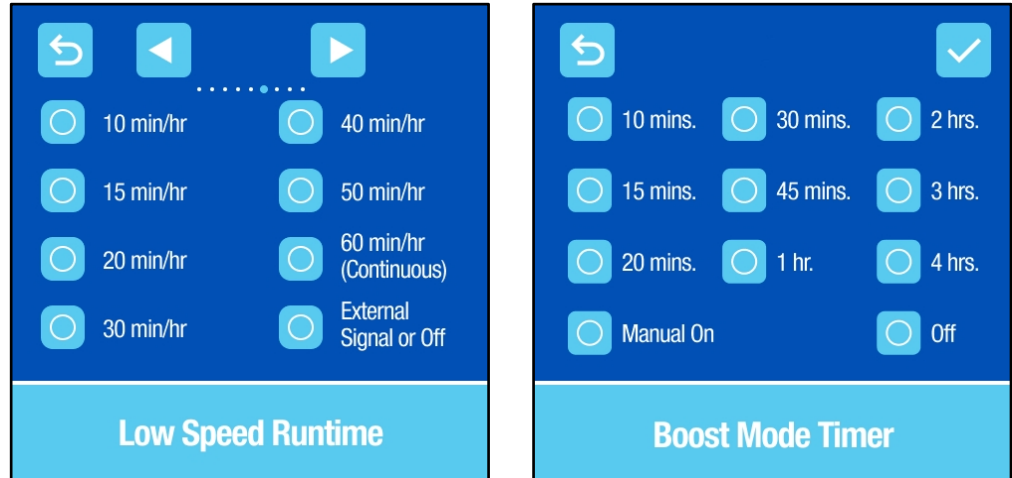 10 min/hr
40 min/hr
15 min/hr
50 min/hr
20 min/hr
60 min/hr
(Continuous)
30 min/hr
External
Signal or Off
Low Speed Runtime
10 mins.
30 mins.
2 hrs.
15 mins.
45 mins.
3 hrs.
20 mins.
1 hr.
4 hrs.
Manual On
Off
Boost Mode Timer